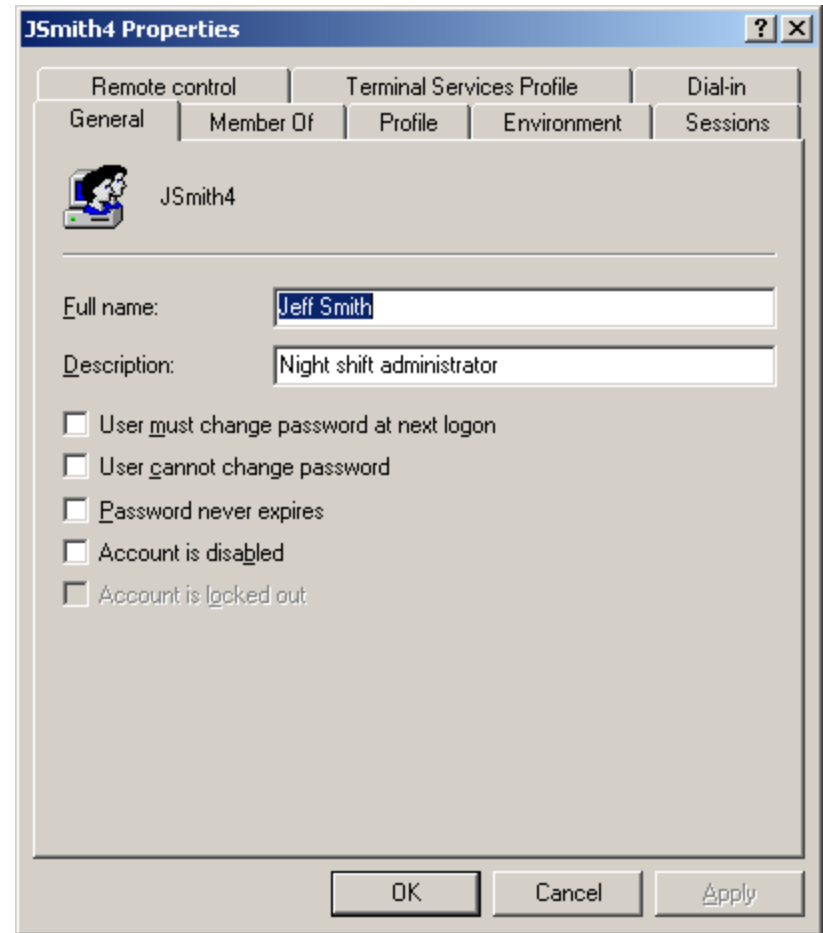 JSmith4 Properties
Remote control Terminal Services Profile Dial-in
General Member Of Profile Environment Sessions
JSmith4
Full name: Jeff Smith
Description: Night shift administrator
User must change password at next logon
User cannot change password
Password never expires
Account is disabled
Account is locked out
OK Cancel Apply